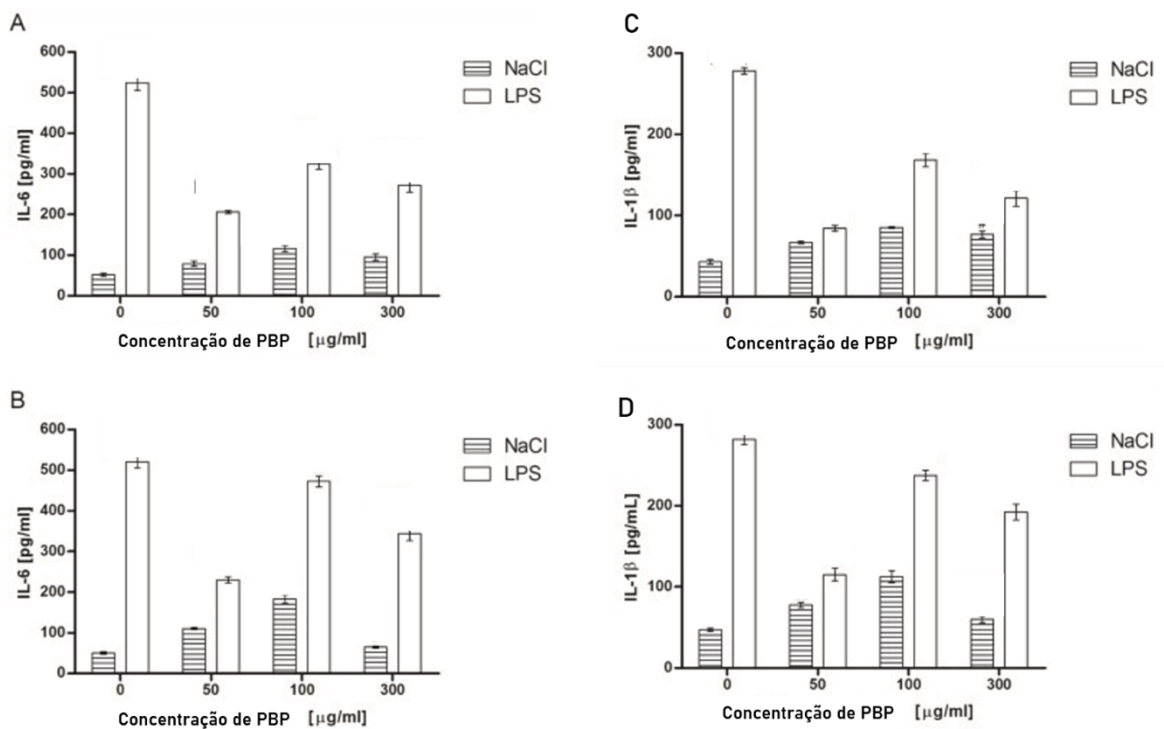 A
600
500
400
300
200
100
0
IL-6 [pg/ml]
NaCl
LPS
0 50 100 300
Concentração de PBP [μg/ml]
C
300
200
100
0
IL-1β [pg/ml]
NaCl
LPS
0 50 100 300
Concentração de PBP [μg/ml]
B
600
500
400
300
200
100
0
IL-6 [pg/ml]
NaCl
LPS
0 50 100 300
Concentração de PBP [μg/ml]
D
300
200
100
0
IL-1β [pg/mL]
NaCl
LPS
0 50 100 300
Concentração de PBP [μg/ml]